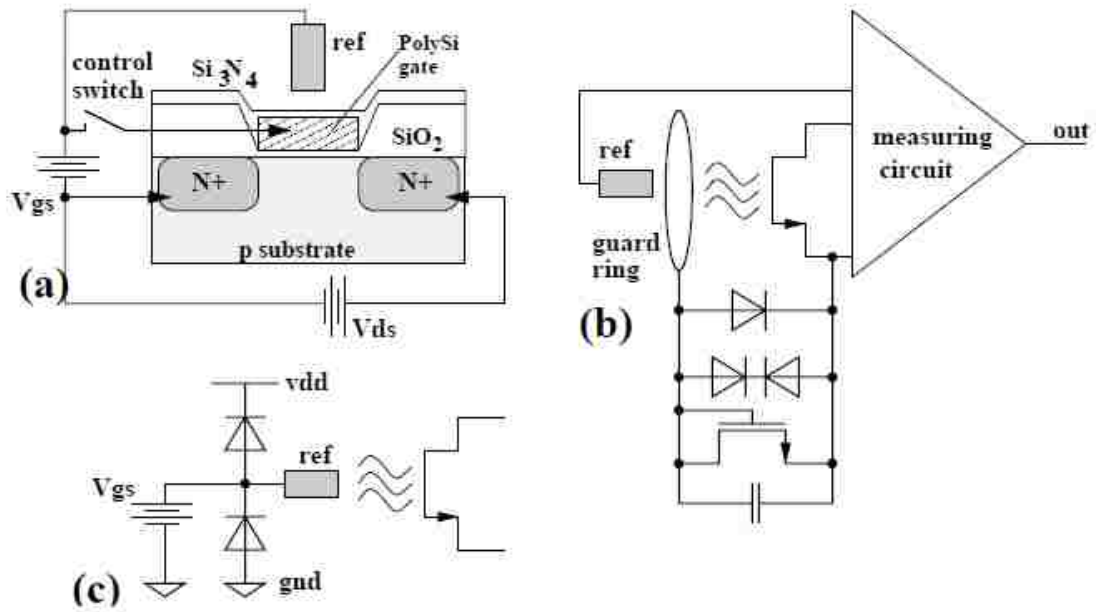 ref
PolySi
gate
control
switch
Si3N4
SiO2
N+
N+
Vgs
p substrate
(a)
Vds
ref
measuring
circuit
out
guard
ring
(b)
vdd
ref
Vgs
gnd
(c)